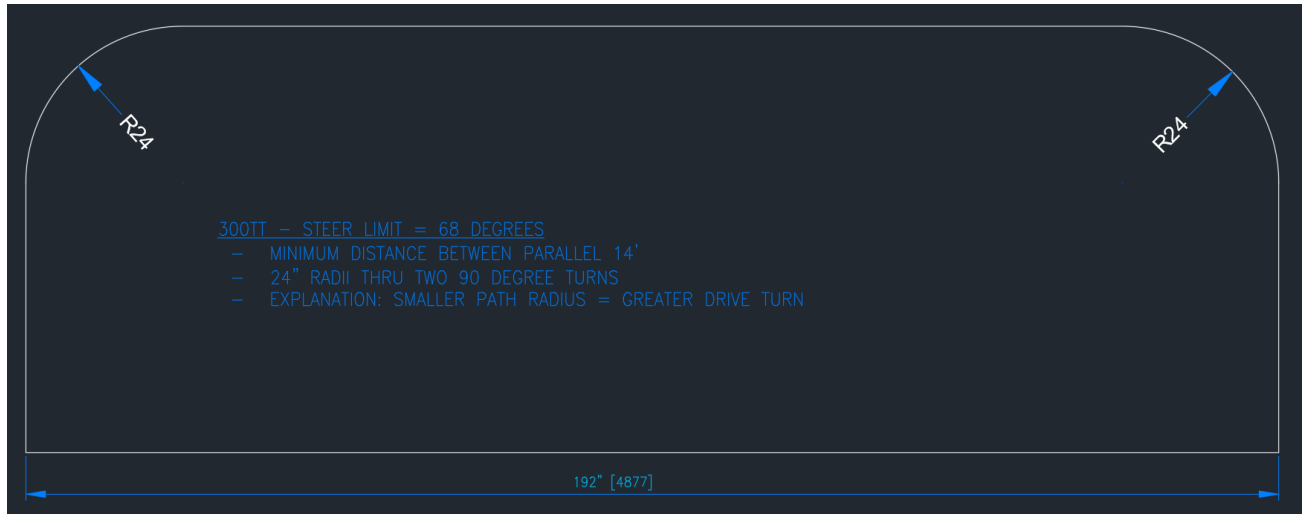 R24
R24
300TT – STEER LIMIT = 68 DEGREES
– MINIMUM DISTANCE BETWEEN PARALLEL 14'
– 24" RADII THRU TWO 90 DEGREE TURNS
– EXPLANATION: SMALLER PATH RADIUS = GREATER DRIVE TURN
192" [4877]